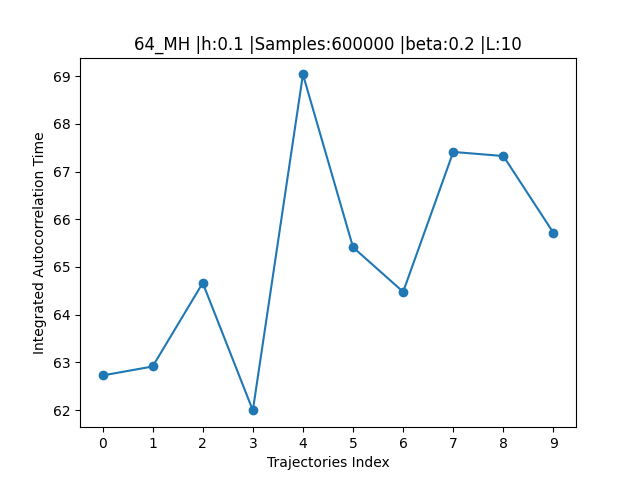 64_MH |h:0.1 |Samples:600000 |beta:0.2 |L:10
69
68
67
66
65
64
63
62
Integrated Autocorrelation Time
0 1 2 3 4 5 6 7 8 9
Trajectories Index